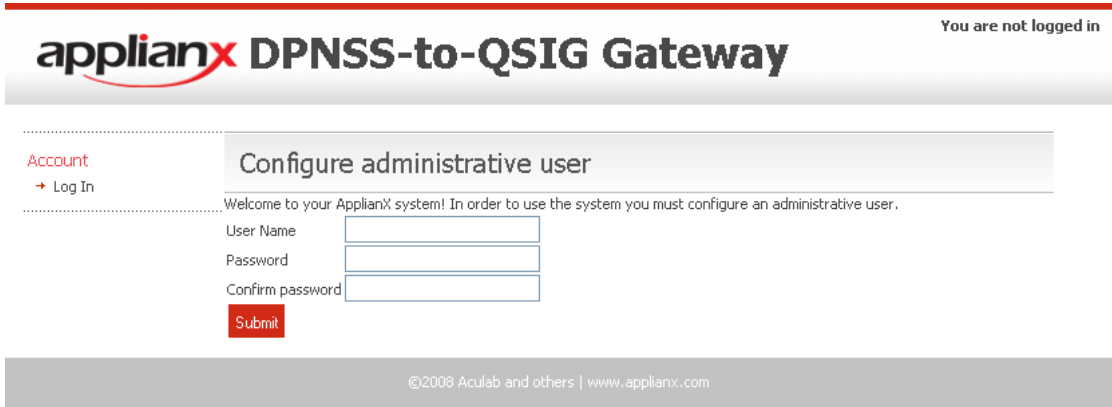 You are not logged in
applianx DPNSS-to-QSIG Gateway
Account
→ Log In
Configure administrative user
Welcome to your ApplianX system! In order to use the system you must configure an administrative user.
User Name
Password
Confirm password
Submit
©2008 Aculab and others | www.applianx.com